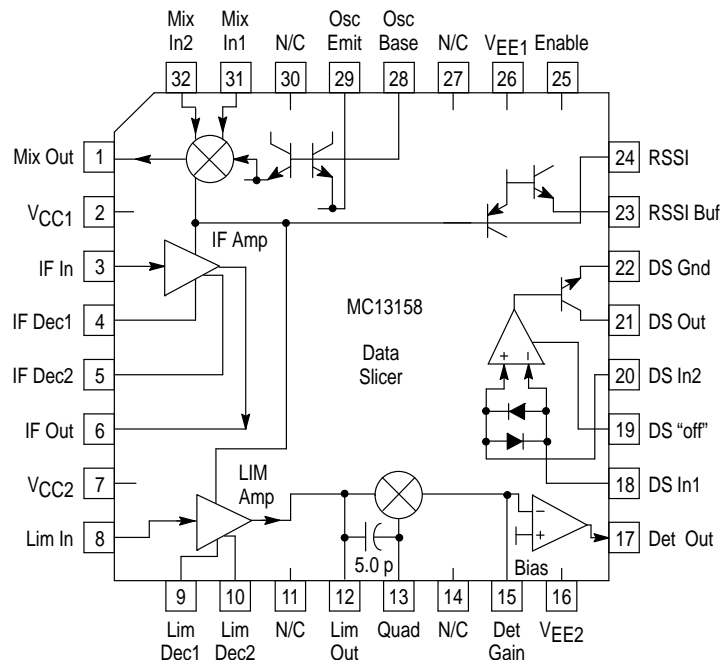 Mix In2
Mix In1
N/C
Osc Emit
Osc Base
N/C
VEE1
Enable
32
31
30
29
28
27
26
25
Mix Out 1
24 RSSI
VCC1 2
23 RSSI Buf
IF Amp
IF In 3
22 DS Gnd
MC13158
IF Dec1 4
21 DS Out
Data
Slicer
+ −
IF Dec2 5
20 DS In2
IF Out 6
19 DS “off”
VCC2 7
18 DS In1
LIM
Amp
Lim In 8
− +
17 Det Out
5.0 p
Bias
9
10
11
12
13
14
15
16
Lim Dec1
Lim Dec2
N/C
Lim Out
Quad
N/C
Det Gain
VEE2